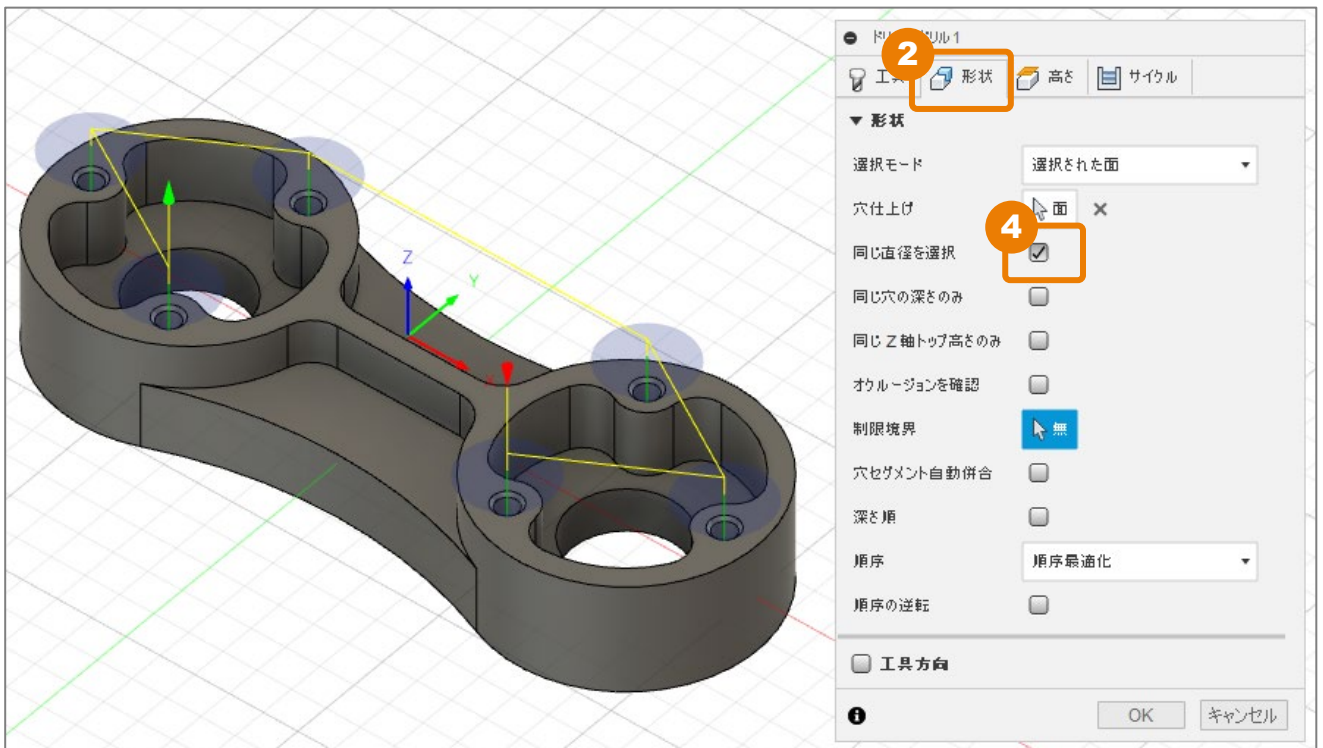 2
形状
高さ
サイクル
▼ 形状
選択モード
選択された面
穴仕上げ
面
4
同じ直径を選択
同じ穴の深さのみ
同じ Z 軸トップ高さのみ
オクルージョンを確認
制限境界
無
穴セグメント自動併合
深さ順
順序
順序最適化
順序の逆転
工具方向
OK
キャンセル
Z
Y
X